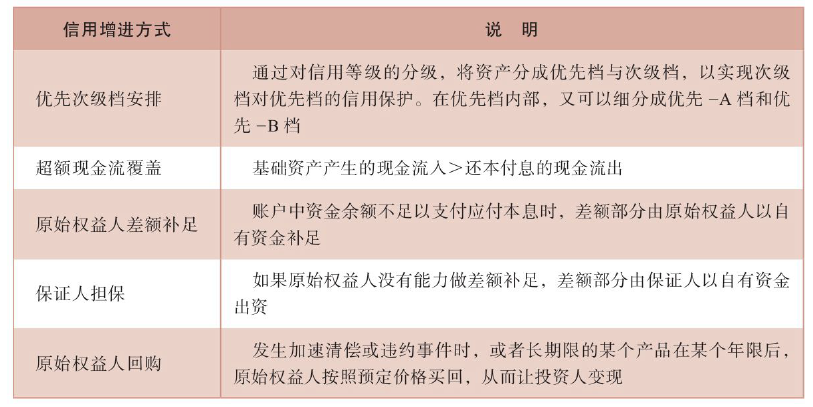 信用增进方式
说 明
优先次级档安排
通过对信用等级的分级，将资产分成优先档与次级档，以实现次级
档对优先档的信用保护。在优先档内部，又可以细分成优先 –A 档和优
先 –B 档
超额现金流覆盖
基础资产产生的现金流入＞还本付息的现金流出
原始权益人差额补足
账户中资金余额不足以支付应付本息时，差额部分由原始权益人以自
有资金补足
保证人担保
如果原始权益人没有能力做差额补足，差额部分由保证人以自有资金
出资
原始权益人回购
发生加速清偿或违约事件时，或者长期限的某个产品在某个年限后，
原始权益人按照预定价格买回，从而让投资人变现